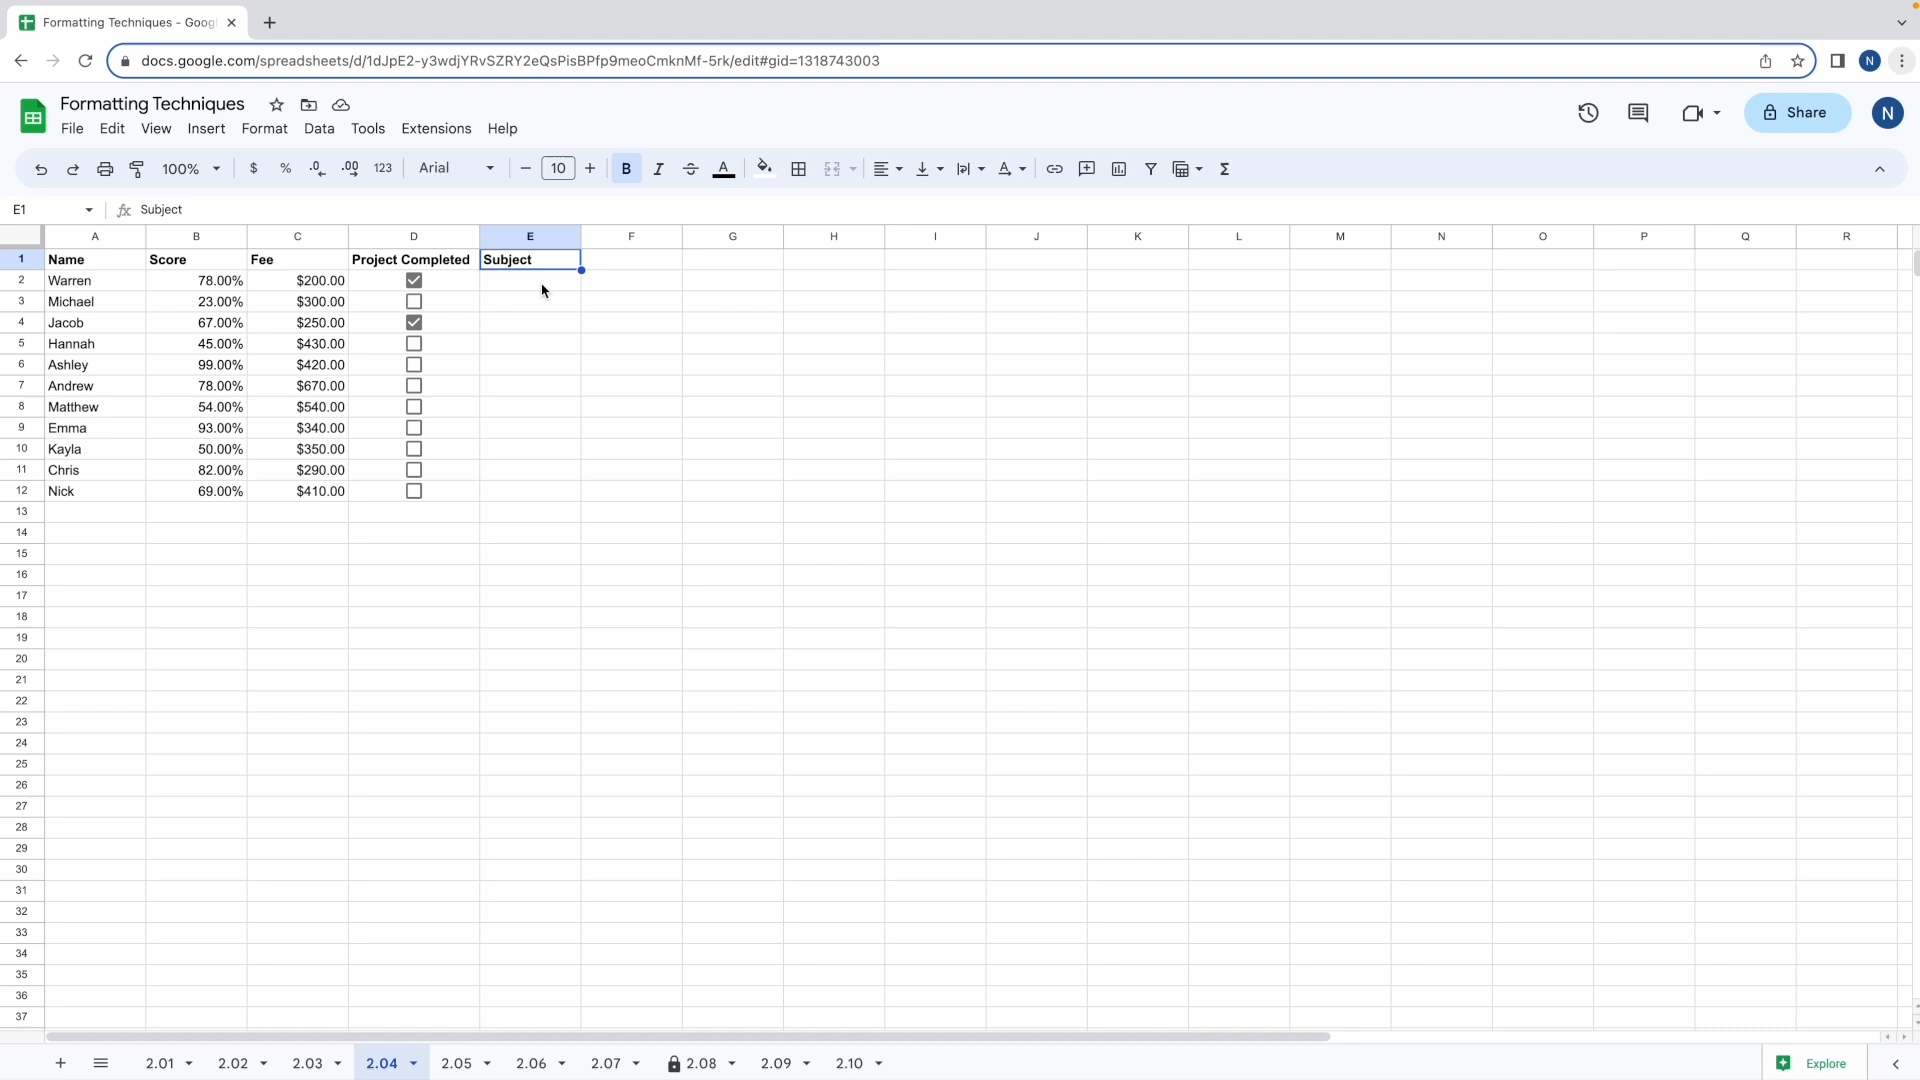 Formatting Techniques - Goog
docs.google.com/spreadsheets/d/1dJpE2-y3wdjYRvSZRY2eQsPisBPfp9meoCmknMf-5rk/edit#gid=1318743003
N
Formatting Techniques
File Edit View Insert Format Data Tools Extensions Help
Share
N
100% $ % .0 .00 123 Arial 10 B I S A Σ
E1 fx Subject
A B C D E F G H I J K L M N O P Q R
1 Name Score Fee Project Completed Subject
2 Warren 78.00% $200.00
3 Michael 23.00% $300.00
4 Jacob 67.00% $250.00
5 Hannah 45.00% $430.00
6 Ashley 99.00% $420.00
7 Andrew 78.00% $670.00
8 Matthew 54.00% $540.00
9 Emma 93.00% $340.00
10 Kayla 50.00% $350.00
11 Chris 82.00% $290.00
12 Nick 69.00% $410.00
13
14
15
16
17
18
19
20
21
22
23
24
25
26
27
28
29
30
31
32
33
34
35
36
37
2.01 2.02 2.03 2.04 2.05 2.06 2.07 2.08 2.09 2.10 Explore